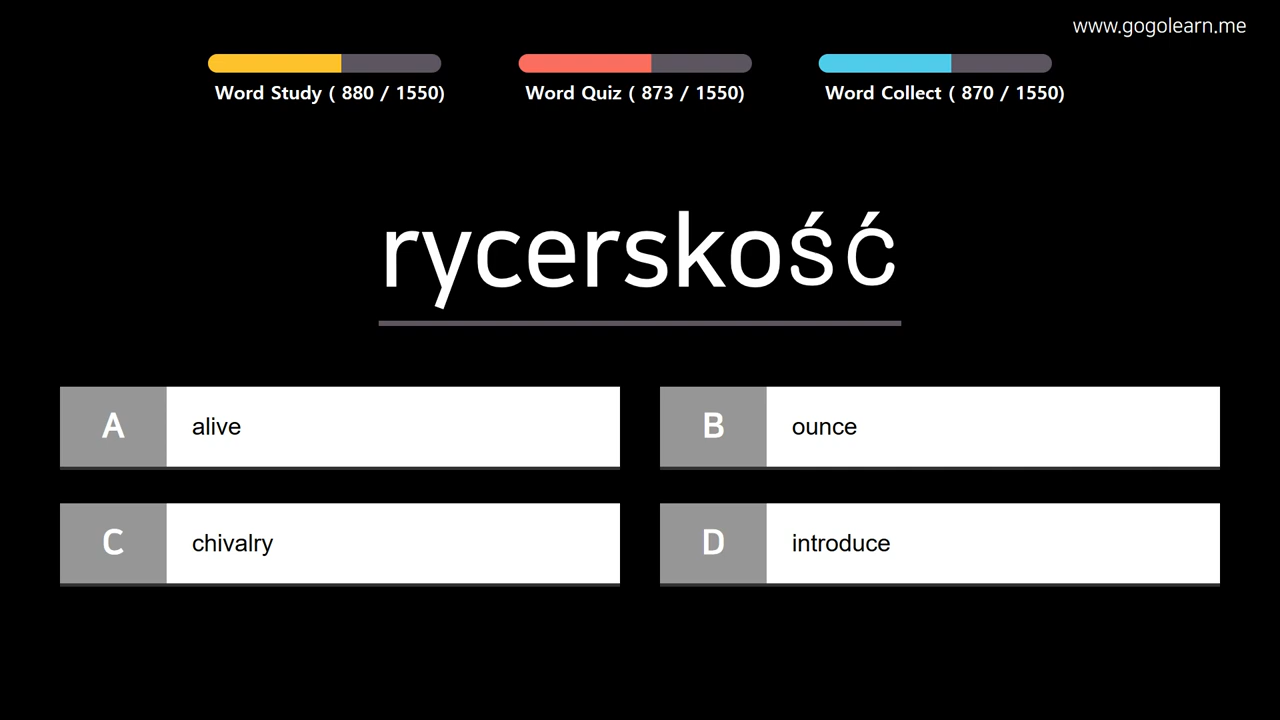 www.gogolearn.me
Word Study ( 880 / 1550)
Word Quiz ( 873 / 1550)
Word Collect ( 870 / 1550)
rycerskość
A alive
B ounce
C chivalry
D introduce